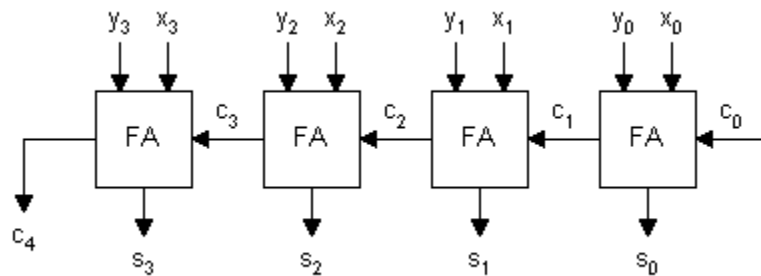 y₃ x₃ y₂ x₂ y₁ x₁ y₀ x₀
FA c₃ FA c₂ FA c₁ FA c₀
c₄ s₃ s₂ s₁ s₀